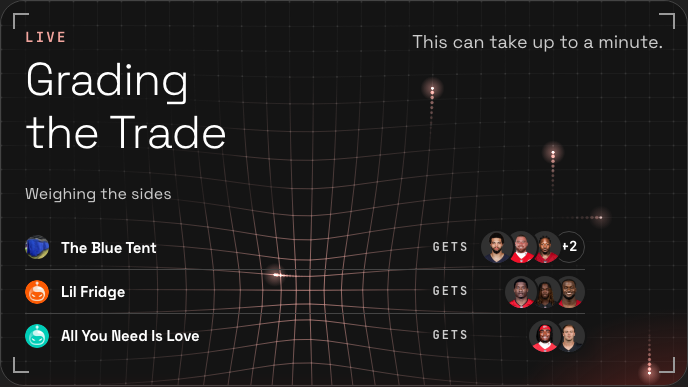 LIVE
This can take up to a minute.
Grading
the Trade
Weighing the sides
The Blue Tent GETS +2
Lil Fridge GETS
All You Need Is Love GETS